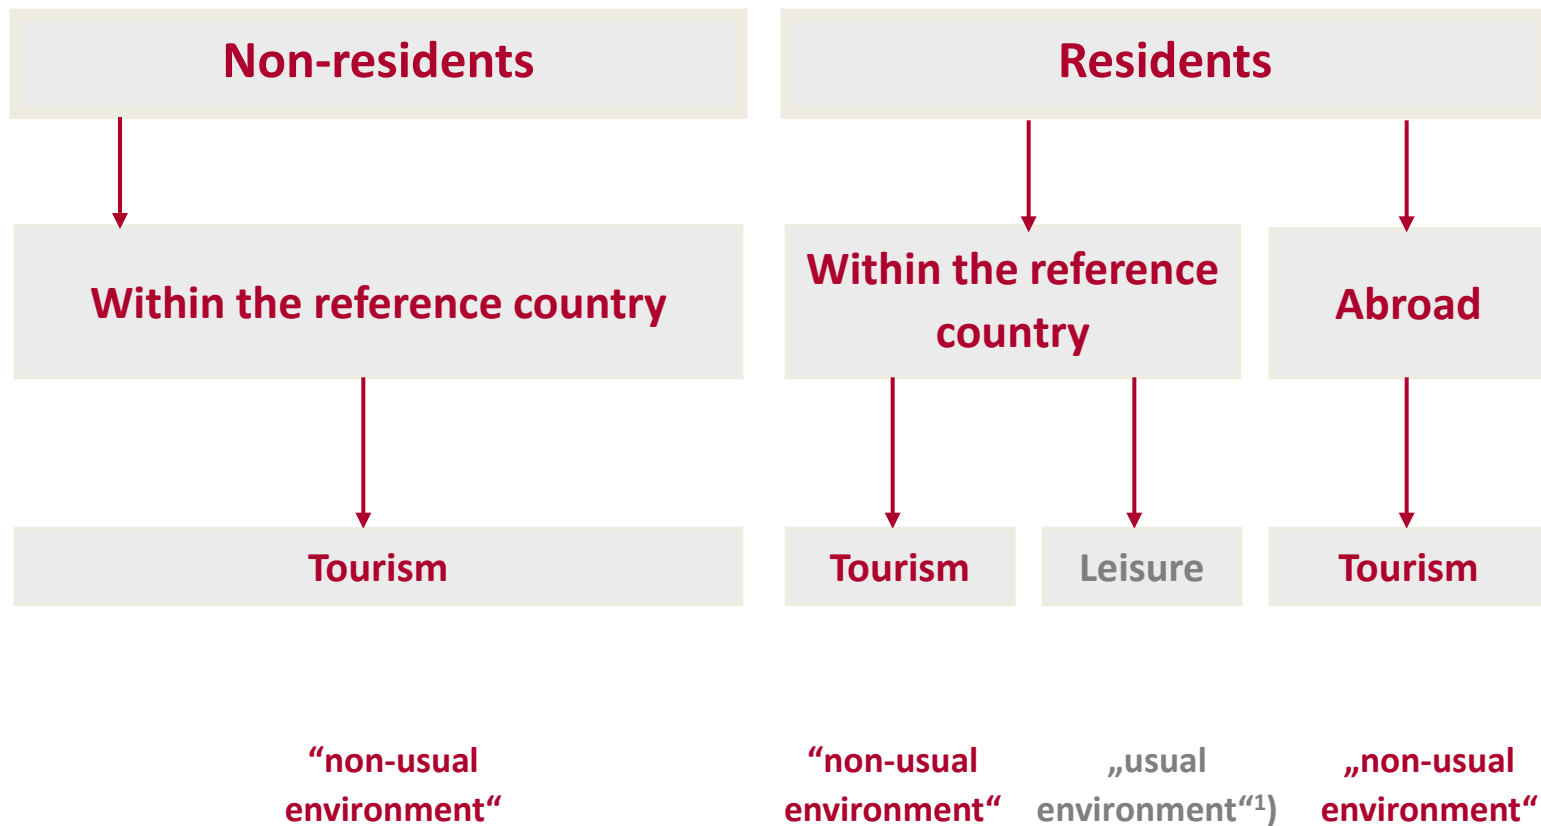 Non-residents
Residents
Within the reference country
Within the reference
country
Abroad
Tourism
Tourism
Leisure
Tourism
“non-usual
environment“
“non-usual
environment“
„usual
environment“¹)
„non-usual
environment“